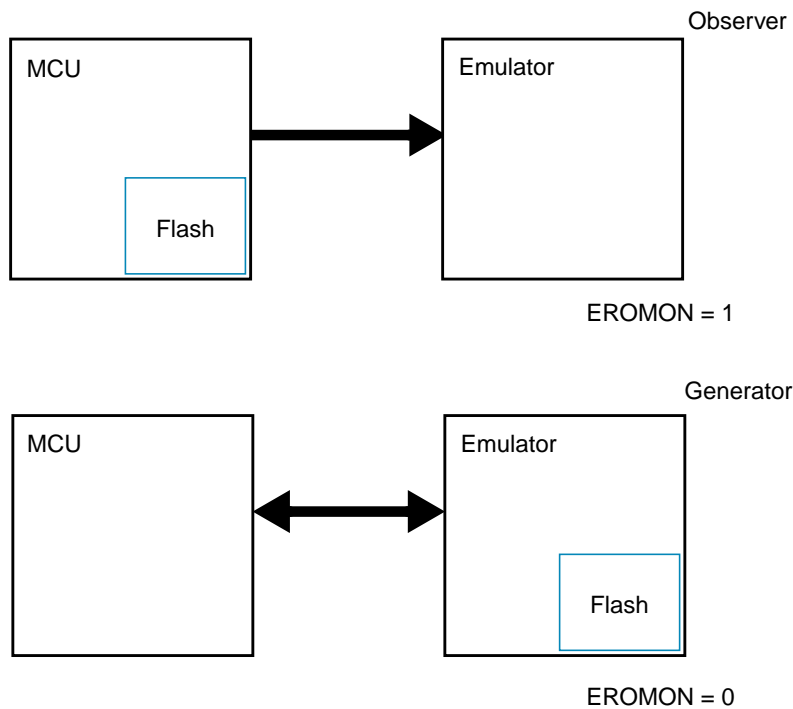 Observer
MCU
Emulator
Flash
EROMON = 1
Generator
MCU
Emulator
Flash
EROMON = 0